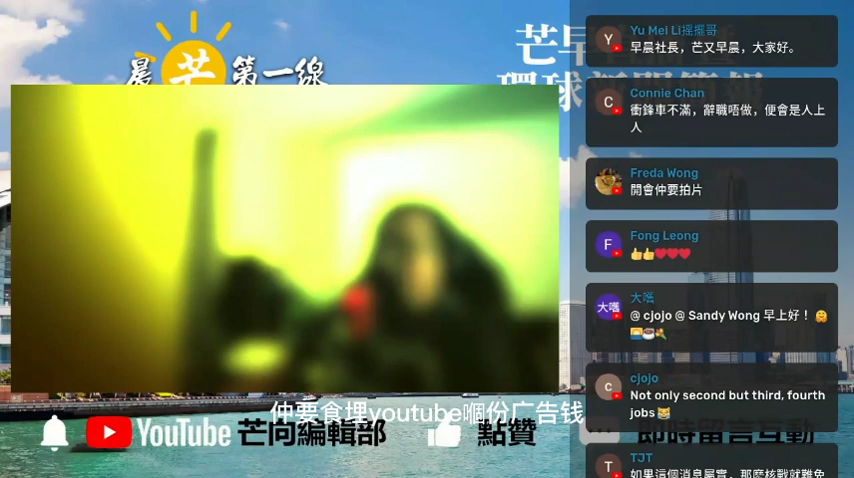 晨芒第一線
芒早
環球
Yu Mei Li摇擺哥
早晨社長，芒又早晨，大家好。
Connie Chan
衝鋒車不滿，辭職唔做，便會是人上
人
Freda Wong
開會仲要拍片
Fong Leong
👍👍❤️❤️❤️
@ cjojo @ Sandy Wong 早上好！🤗
cjojo
Not only second but third, fourth
jobs😹
TJT
如果這個消息屬實，那麽核戰就難免
仲要食埋youtube嗰份广告钱
YouTube 芒向編輯部
點贊
即時留言互動